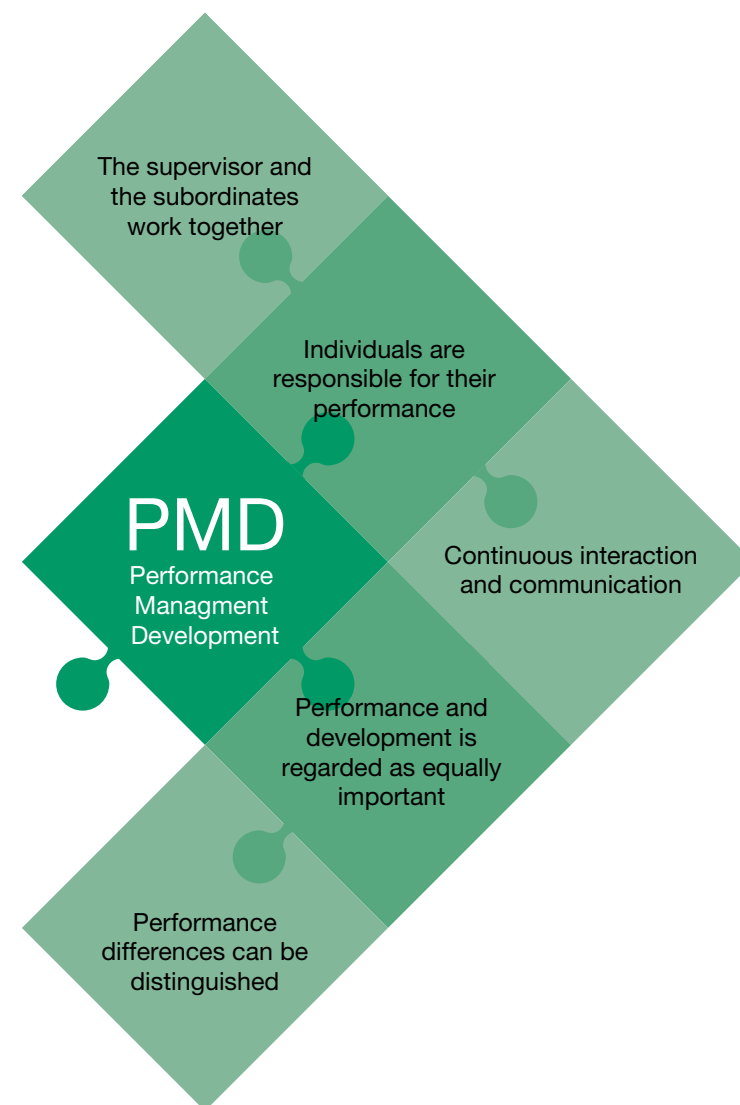 The supervisor and
the subordinates
work together
Individuals are
responsible for their
performance
PMD
Performance
Managment
Development
Continuous interaction
and communication
Performance and
development is
regarded as equally
important
Performance
differences can be
distinguished